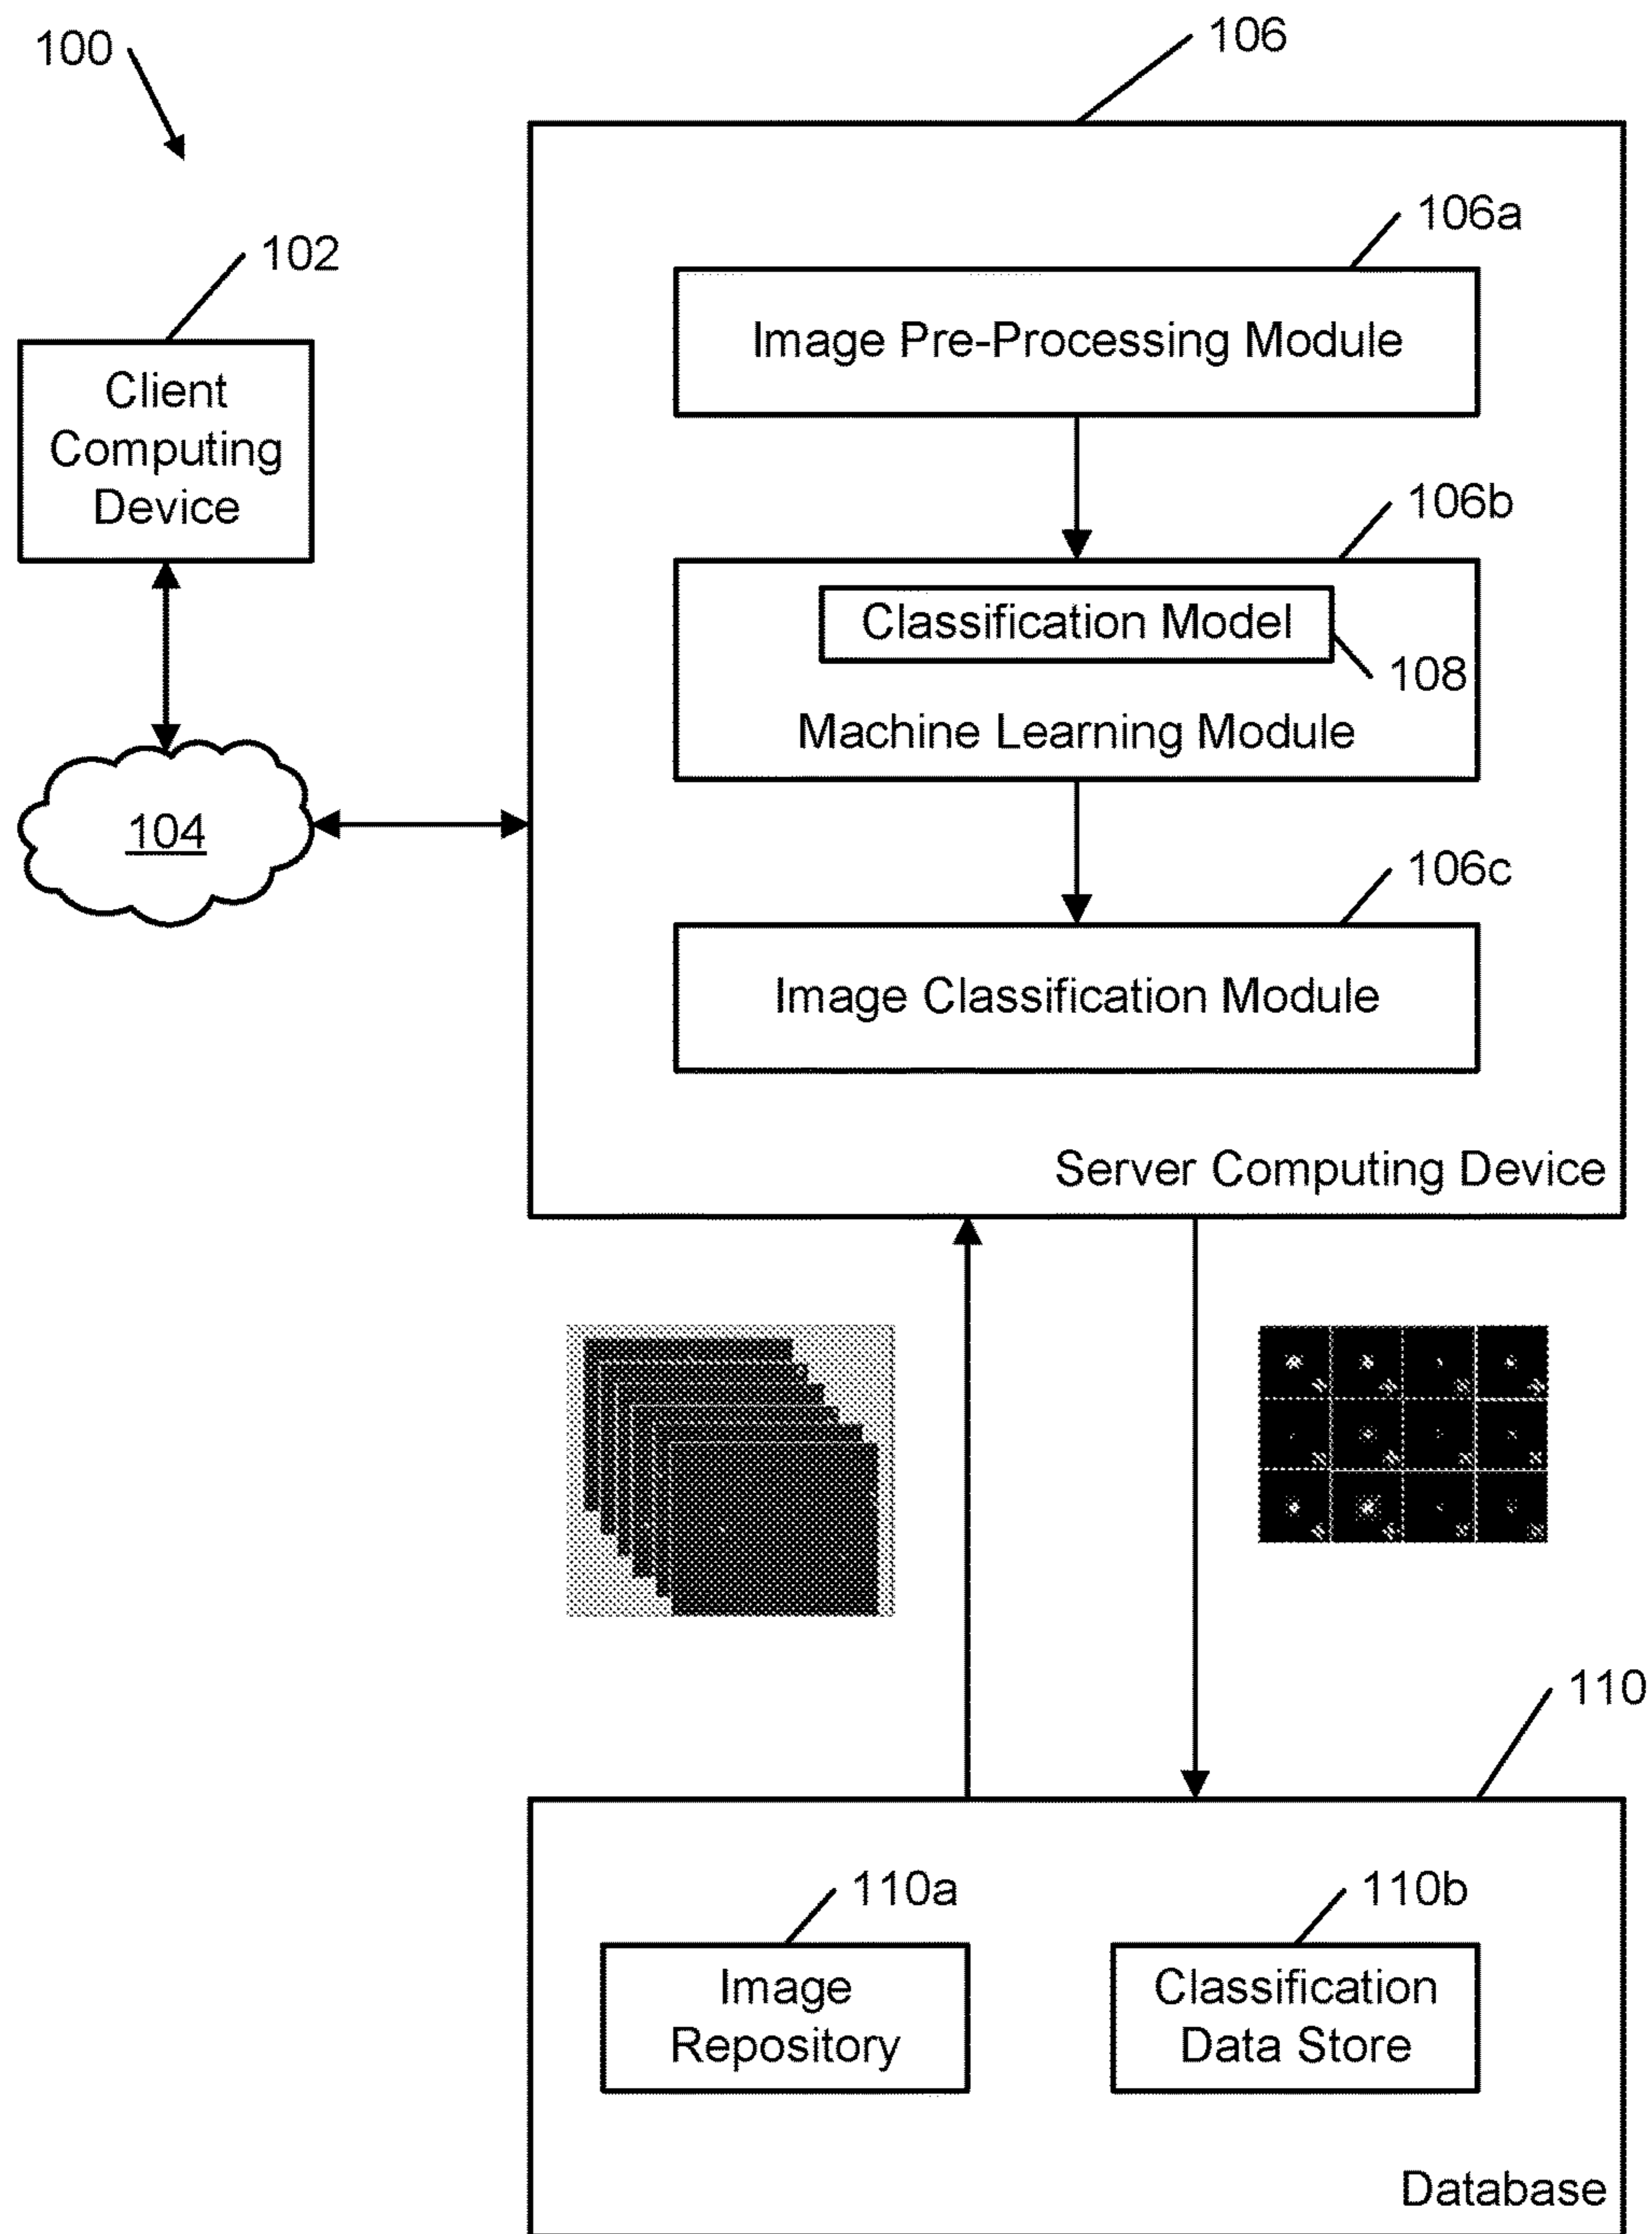 100
106
106a
102
Image Pre-Processing Module
Client
Computing
Device
106b
Classification Model
108
Machine Learning Module
104
106c
Image Classification Module
Server Computing Device
110
110a
110b
Image
Repository
Classification
Data Store
Database